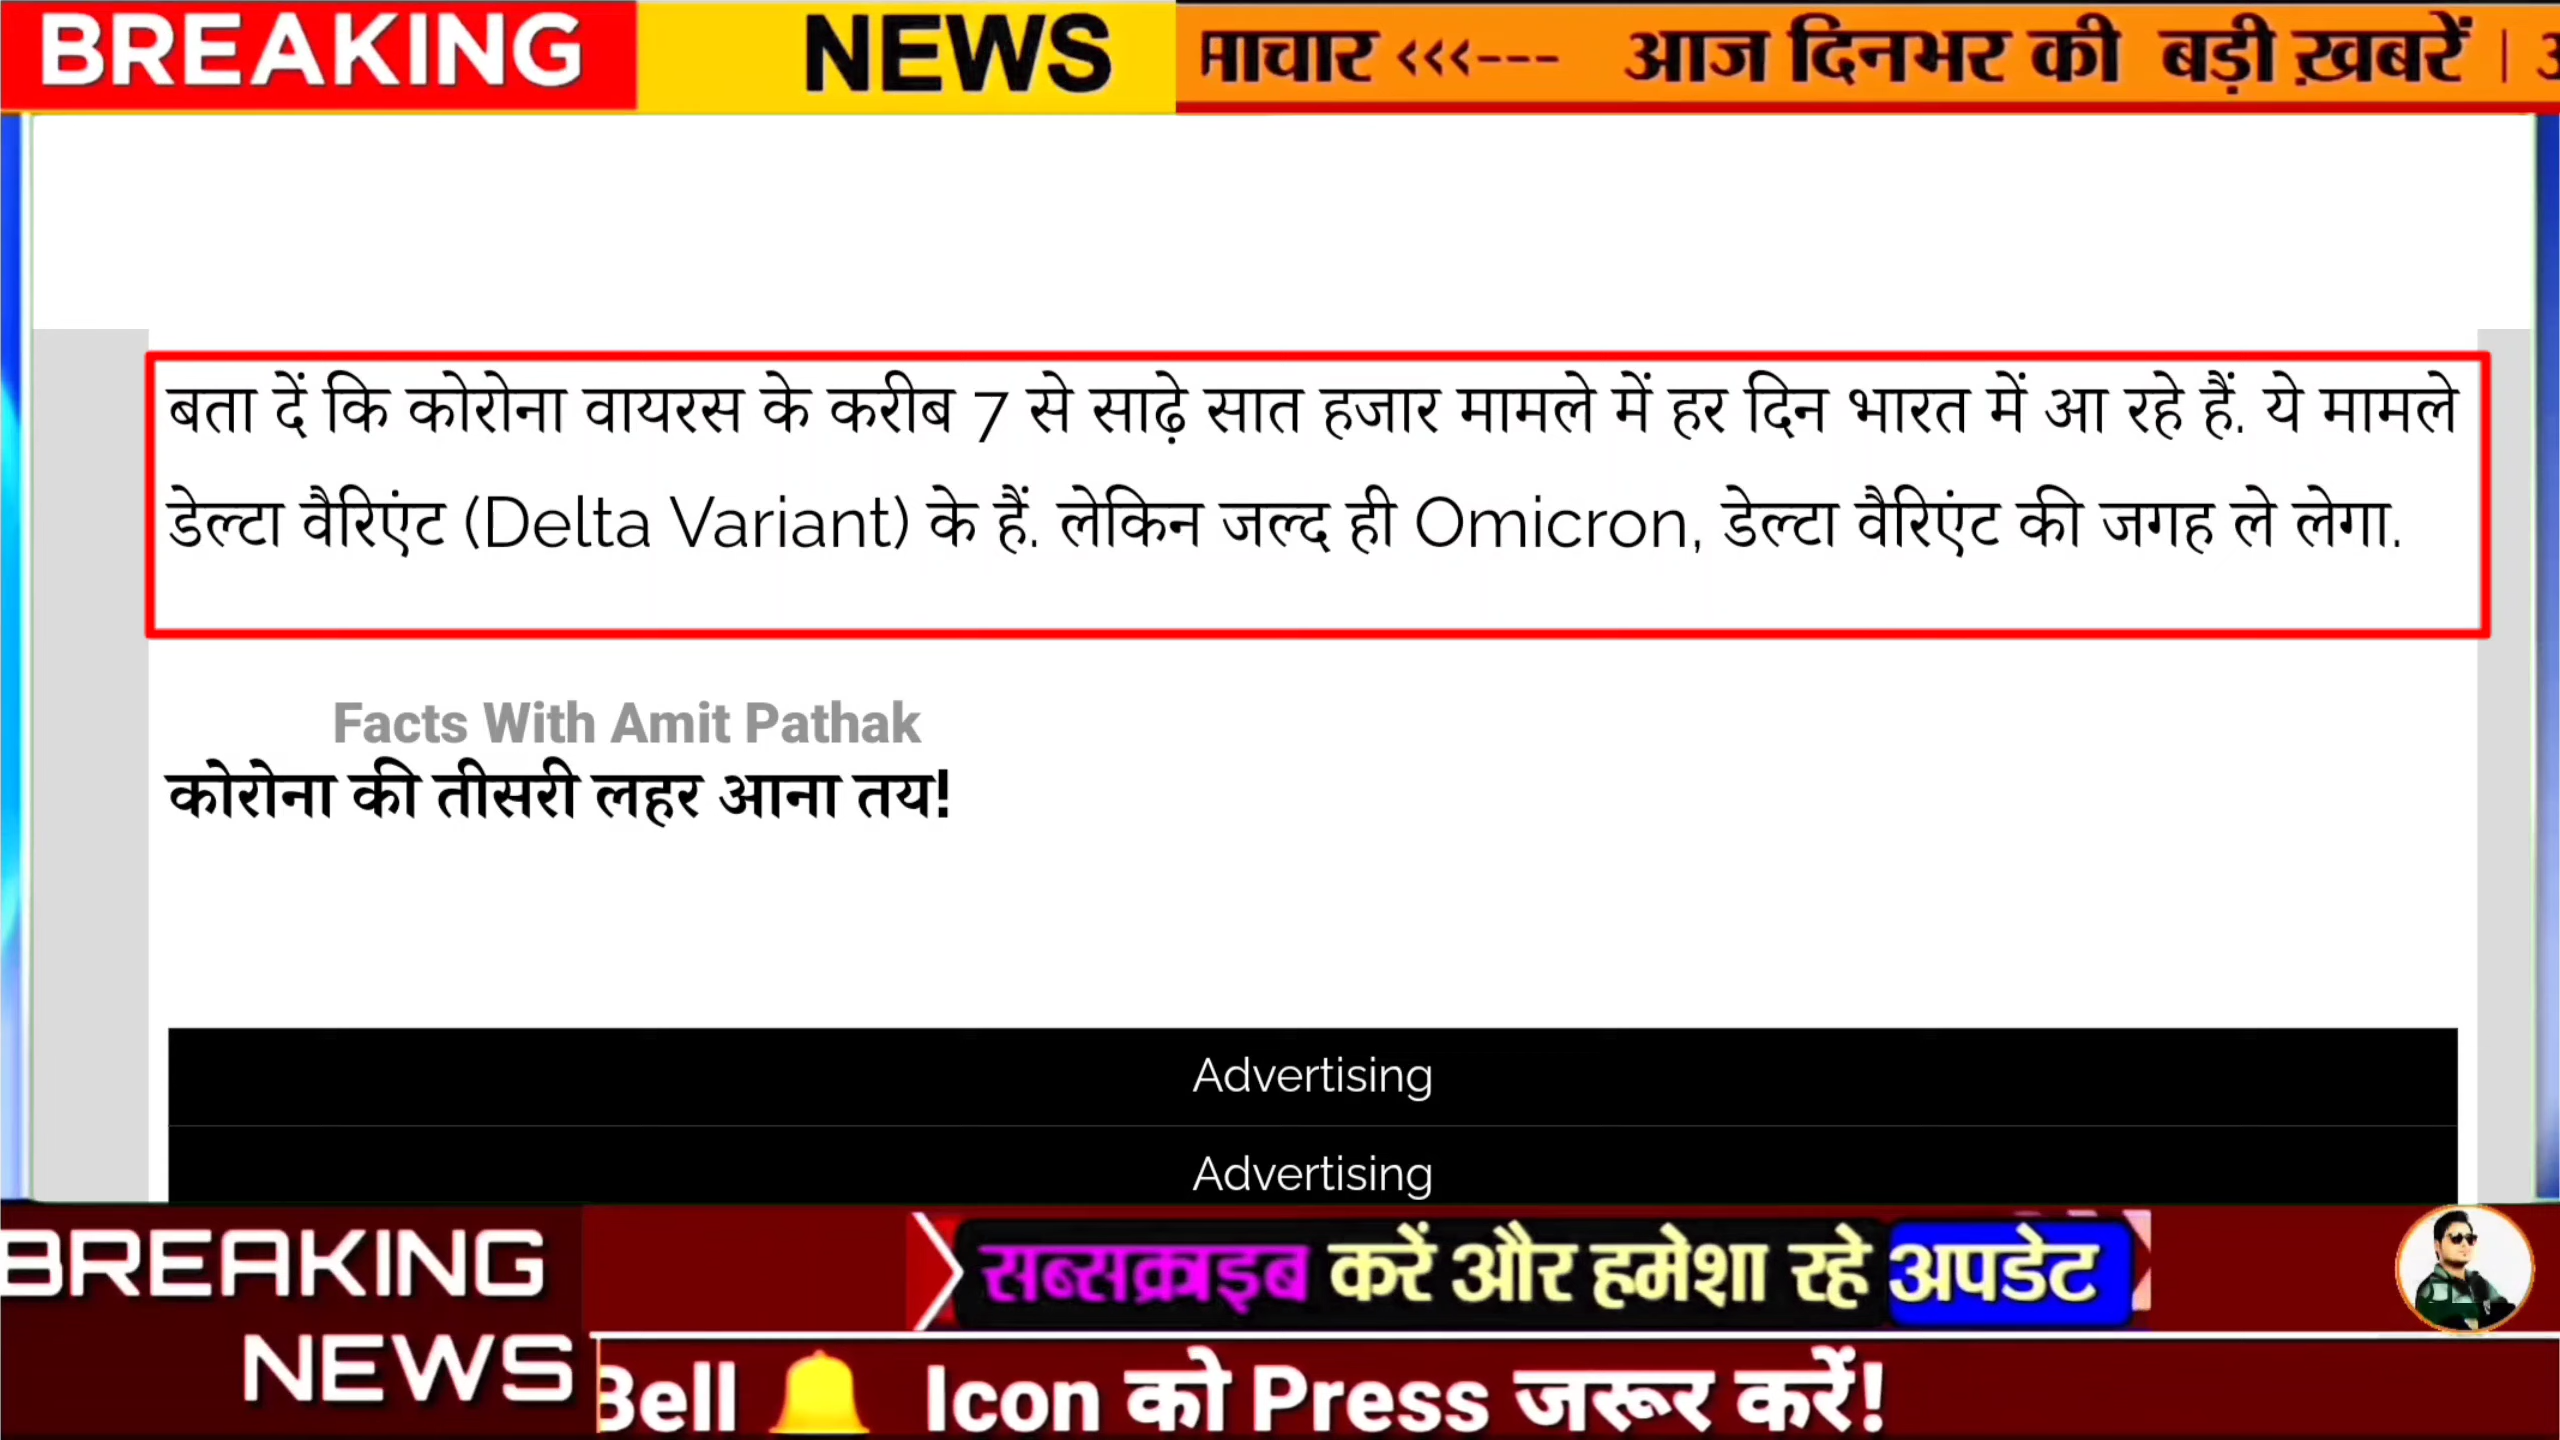 BREAKING NEWS माचार <<<--- आज दिनभर की बड़ी ख़बरें |
बता दें कि कोरोना वायरस के करीब 7 से साढ़े सात हजार मामले में हर दिन भारत में आ रहे हैं. ये मामले
डेल्टा वैरिएंट (Delta Variant) के हैं. लेकिन जल्द ही Omicron, डेल्टा वैरिएंट की जगह ले लेगा.
Facts With Amit Pathak
कोरोना की तीसरी लहर आना तय!
Advertising
Advertising
BREAKING
NEWS
सब्सक्राइब करें और हमेशा रहे अपडेट
Bell Icon को Press जरूर करें!